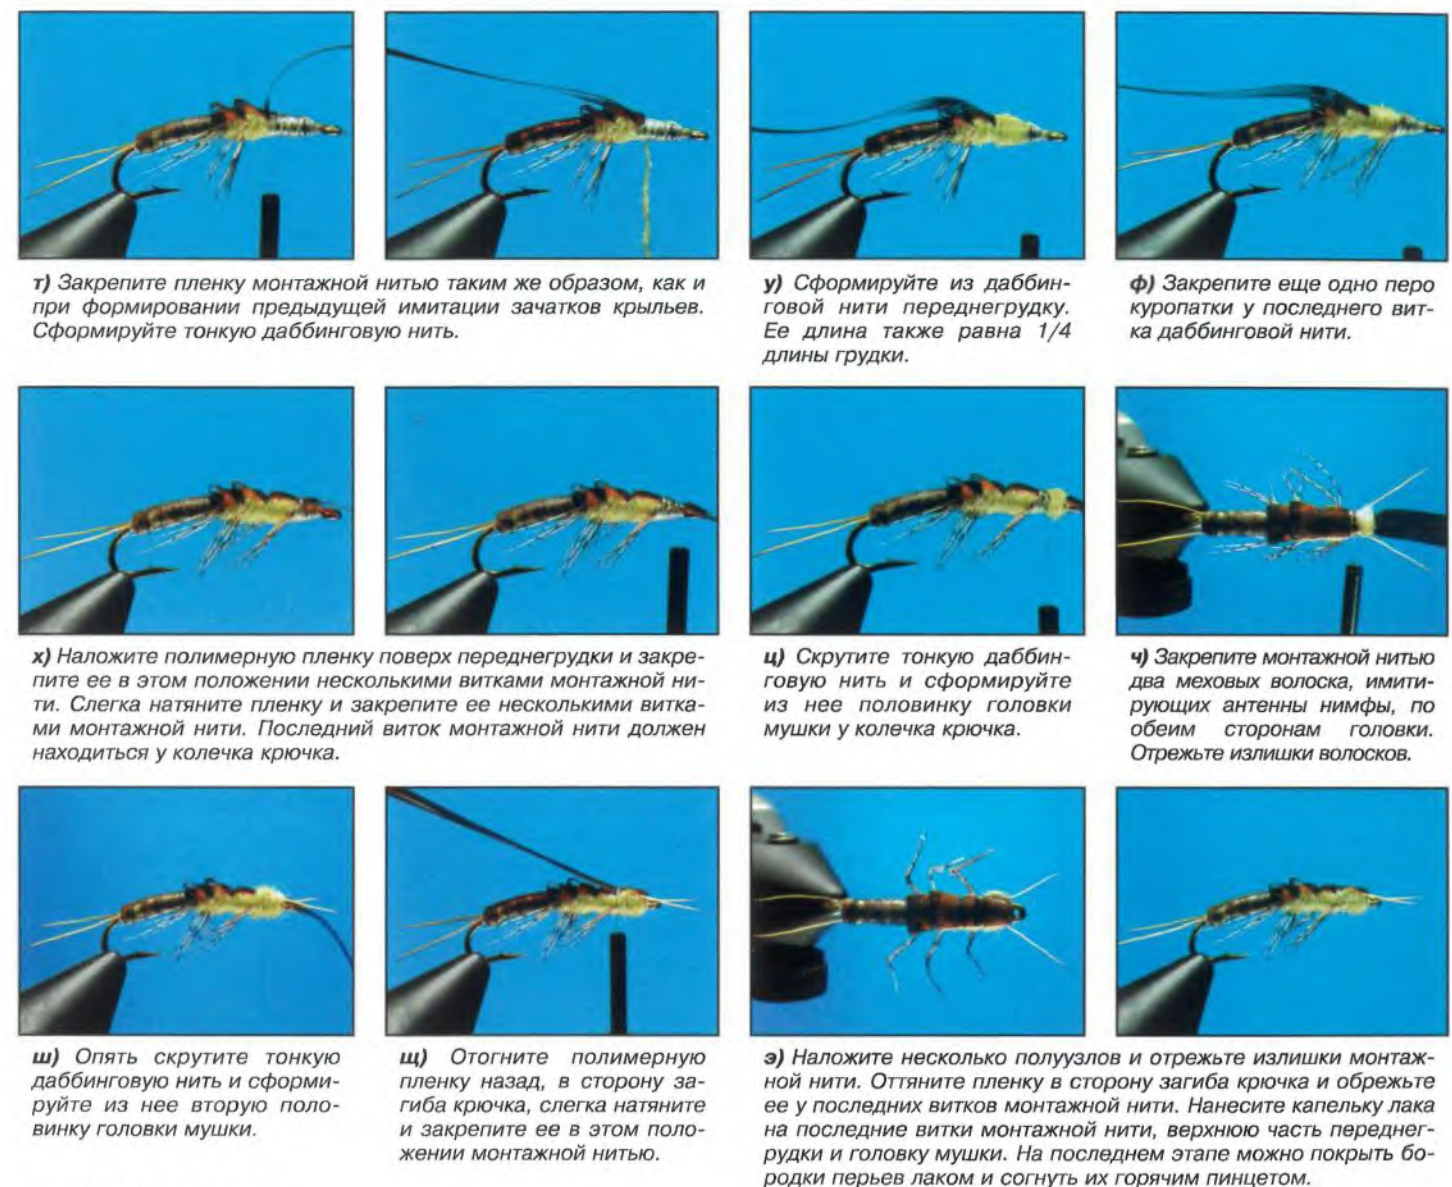 т) Закрепите пленку монтажной нитью таким же образом, как и
при формировании предыдущей имитации зачатков крыльев.
Сформируйте тонкую даббинговую нить.
у) Сформируйте из даббин-
говой нити переднегрудку.
Ее длина также равна 1/4
длины грудки.
ф) Закрепите еще одно перо
куропатки у последнего вит-
ка даббинговой нити.
х) Наложите полимерную пленку поверх переднегрудки и закре-
пите ее в этом положении несколькими витками монтажной ни-
ти. Слегка натяните пленку и закрепите ее несколькими витка-
ми монтажной нити. Последний виток монтажной нити должен
находиться у колечка крючка.
ц) Скрутите тонкую даббин-
говую нить и сформируйте
из нее половинку головки
мушки у колечка крючка.
ч) Закрепите монтажной нитью
два меховых волоска, имити-
рующих антенны нимфы, по
обеим сторонам головки.
Отрежьте излишки волосков.
ш) Опять скрутите тонкую
даббинговую нить и сформи-
руйте из нее вторую поло-
винку головки мушки.
щ) Отогните полимерную
пленку назад, в сторону за-
гиба крючка, слегка натяните
и закрепите ее в этом поло-
жении монтажной нитью.
э) Наложите несколько полуузлов и отрежьте излишки монтаж-
ной нити. Оттяните пленку в сторону загиба крючка и обрежьте
ее у последних витков монтажной нити. Нанесите капельку лака
на последние витки монтажной нити, верхнюю часть переднег-
рудки и головку мушки. На последнем этапе можно покрыть бо-
родки перьев лаком и согнуть их горячим пинцетом.